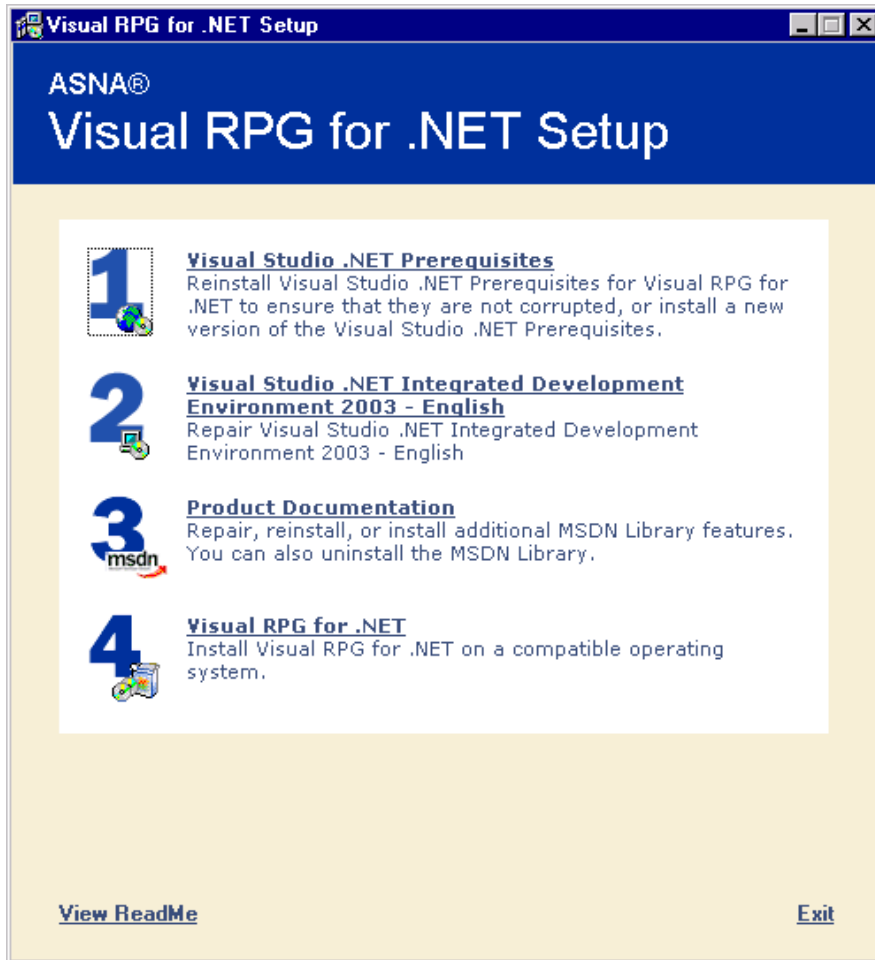 Visual RPG for .NET Setup
ASNA®
Visual RPG for .NET Setup
1
Visual Studio .NET Prerequisites
Reinstall Visual Studio .NET Prerequisites for Visual RPG for
.NET to ensure that they are not corrupted, or install a new
version of the Visual Studio .NET Prerequisites.
2
Visual Studio .NET Integrated Development
Environment 2003 - English
Repair Visual Studio .NET Integrated Development
Environment 2003 - English
3
msdn
Product Documentation
Repair, reinstall, or install additional MSDN Library features.
You can also uninstall the MSDN Library.
4
Visual RPG for .NET
Install Visual RPG for .NET on a compatible operating
system.
View ReadMe
Exit